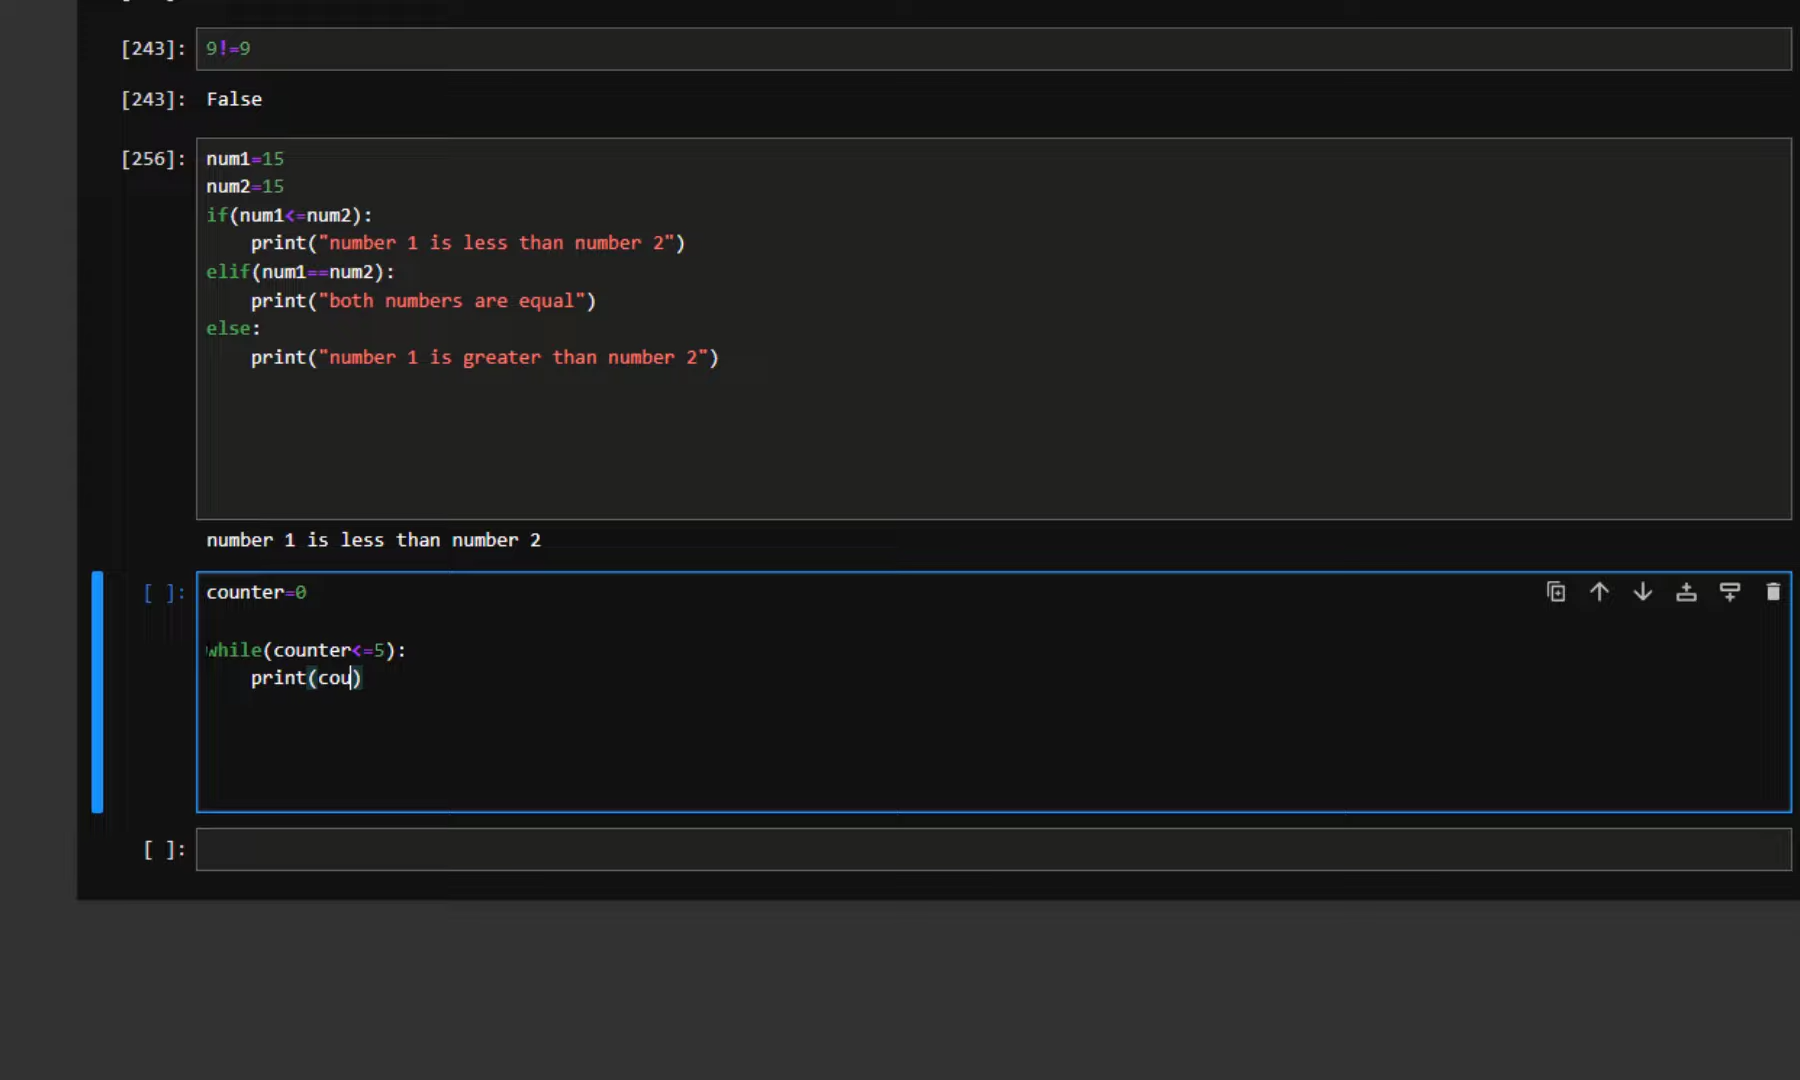 [243]: 9!=9
[243]: False
[256]: num1=15
num2=15
if(num1<=num2):
    print("number 1 is less than number 2")
elif(num1==num2):
    print("both numbers are equal")
else:
    print("number 1 is greater than number 2")
number 1 is less than number 2
[ ]: counter=0
while(counter<=5):
    print(cou)
[ ]: